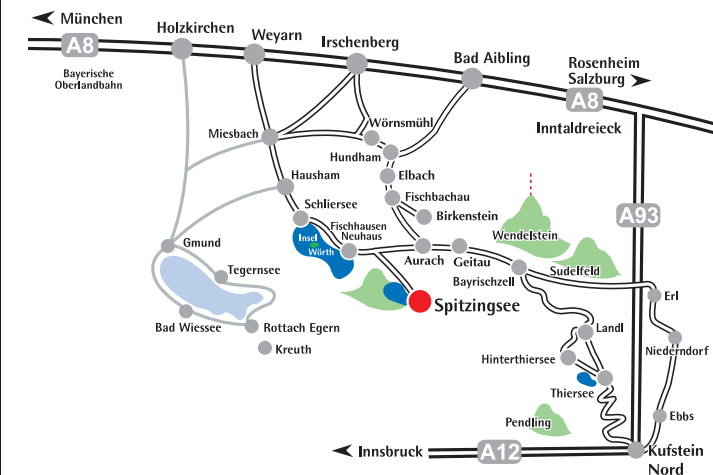 München
Holzkirchen
Weyarn
Irschenberg
Bad Aibling
Rosenheim
Salzburg
A8
Bayerische
Oberlandbahn
A8
Inntaldreieck
Miesbach
Wörnsmühl
Hundham
Elbach
Hausham
Fischbachau
Birkenstein
A93
Schliersee
Fischhausen
Neuhaus
Insel
Wörth
Wendelstein
Gmund
Aurach
Geitau
Bayrischzell
Sudelfeld
Tegernsee
Spitzingsee
Erl
Bad Wiessee
Rottach Egern
Kreuth
Landl
Niederndorf
Hinterthiersee
Thiersee
Pendling
Ebbs
Innsbruck
A12
Kufstein
Nord